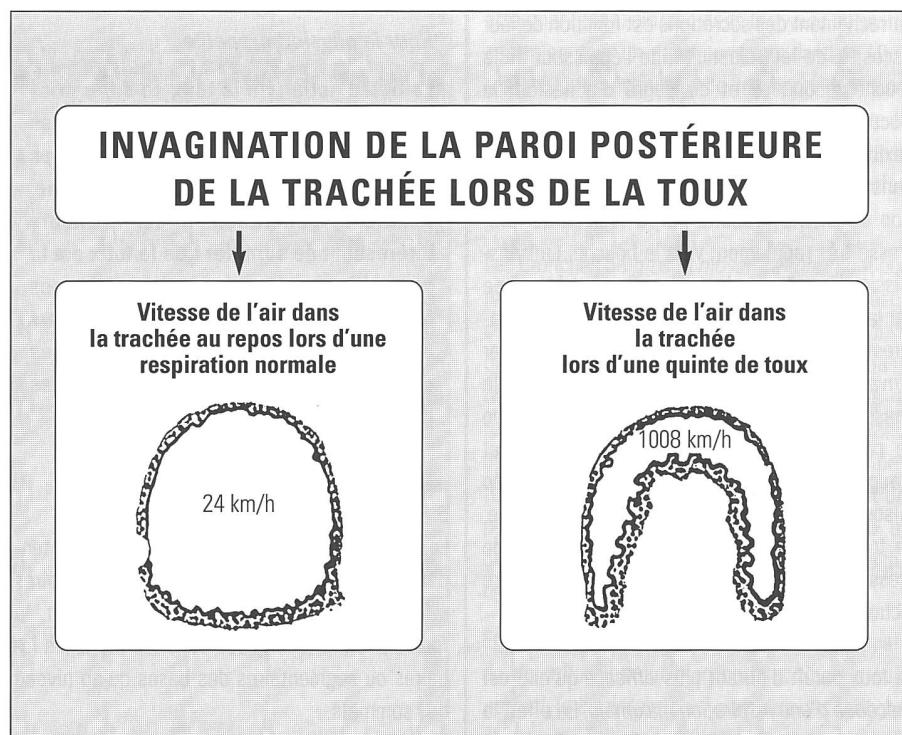 INVAGINATION DE LA PAROI POSTÉRIEURE
DE LA TRACHÉE LORS DE LA TOUX
Vitesse de l'air dans
la trachée au repos lors d'une
respiration normale
24 km/h
Vitesse de l'air dans
la trachée
lors d'une quinte de toux
1008 km/h